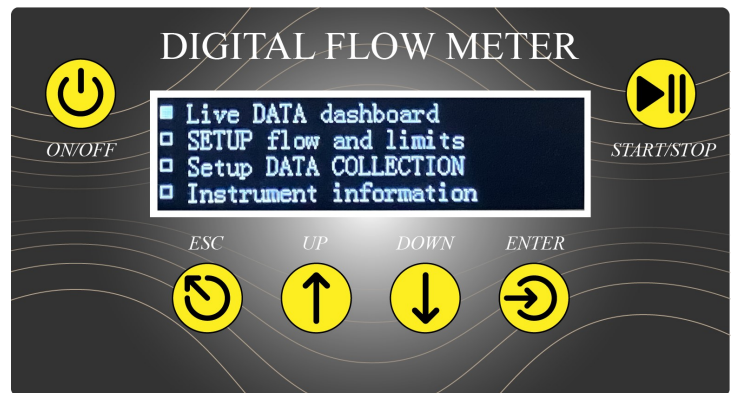 DIGITAL FLOW METER
ON/OFF
Live DATA dashboard
SETUP flow and limits
Setup DATA COLLECTION
Instrument information
START/STOP
ESC
UP
DOWN
ENTER